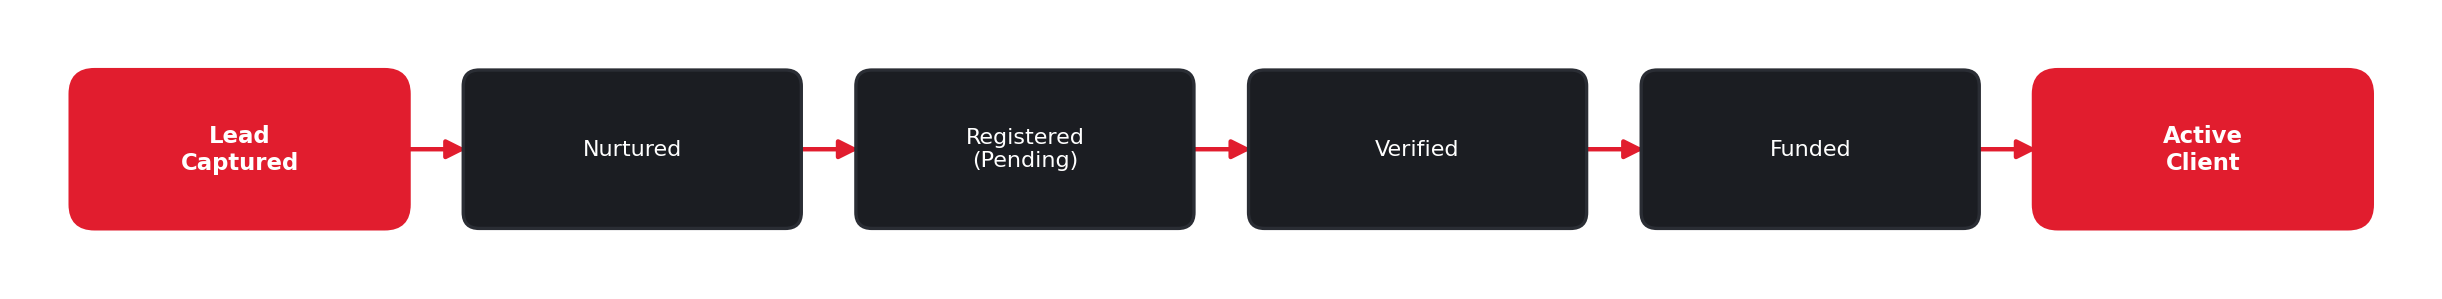 Lead
Captured
Nurtured
Registered
(Pending)
Verified
Funded
Active
Client